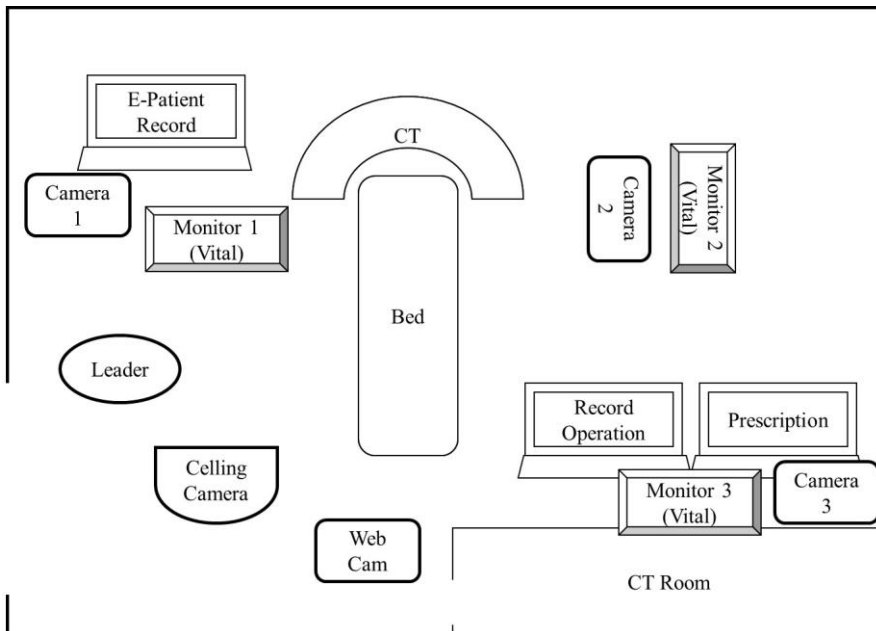 E-Patient
Record
CT
Camera
1
Monitor 1
(Vital)
Camera
2
Monitor 2
(Vital)
Bed
Leader
Record
Operation
Prescription
Celling
Camera
Monitor 3
(Vital)
Camera
3
Web
Cam
CT Room